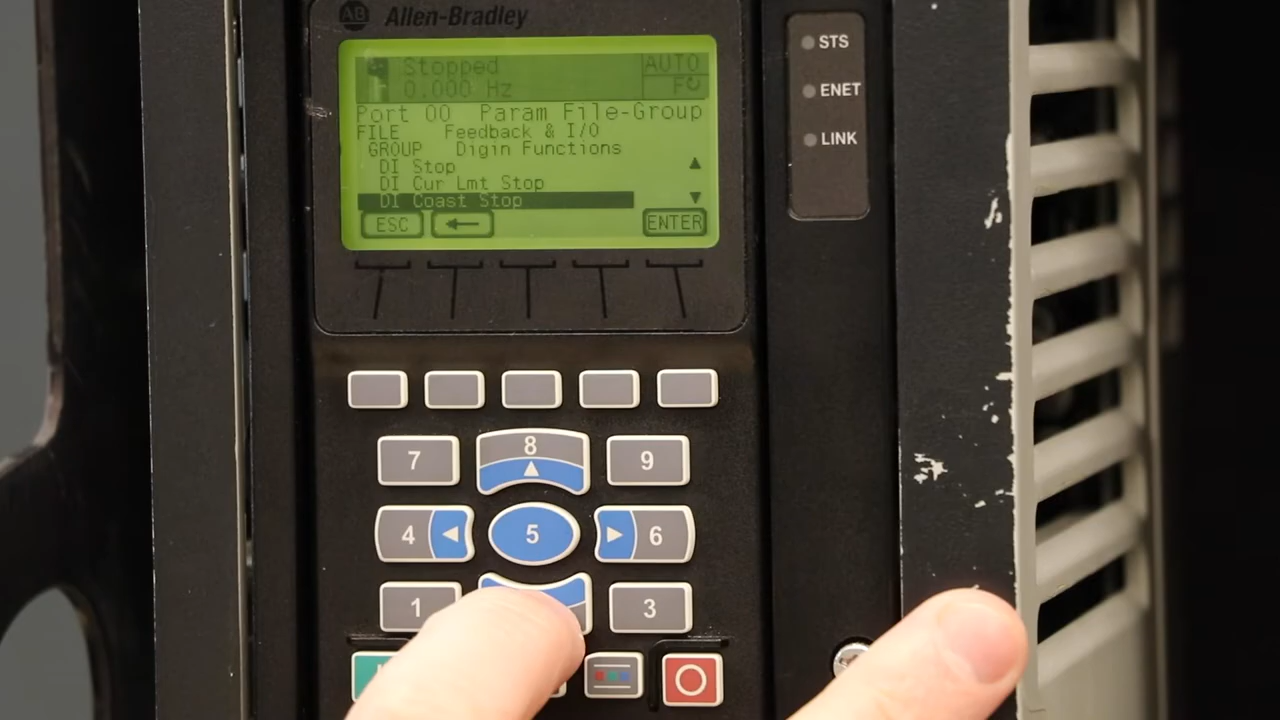 AB Allen-Bradley
Stopped AUTO
0.000 Hz F
Port 00 Param File-Group
FILE Feedback & I/O
GROUP Digin Functions
DI Stop
DI Cur Lmt Stop
DI Coast Stop
ESC ENTER
STS
ENET
LINK
7 8 9
4 5 6
1 3